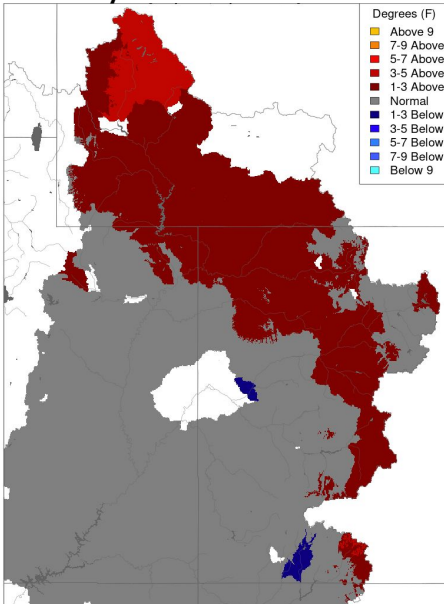 Degrees (F)
Above 9
7-9 Above
5-7 Above
3-5 Above
1-3 Above
Normal
1-3 Below
3-5 Below
5-7 Below
7-9 Below
Below 9